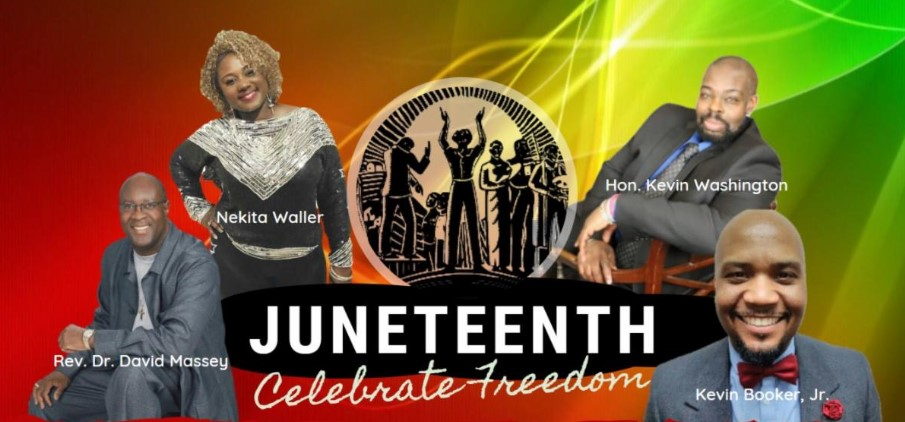 Nekita Waller
Hon. Kevin Washington
Rev. Dr. David Massey
JUNETEENTH
Celebrate Freedom
Kevin Booker, Jr.